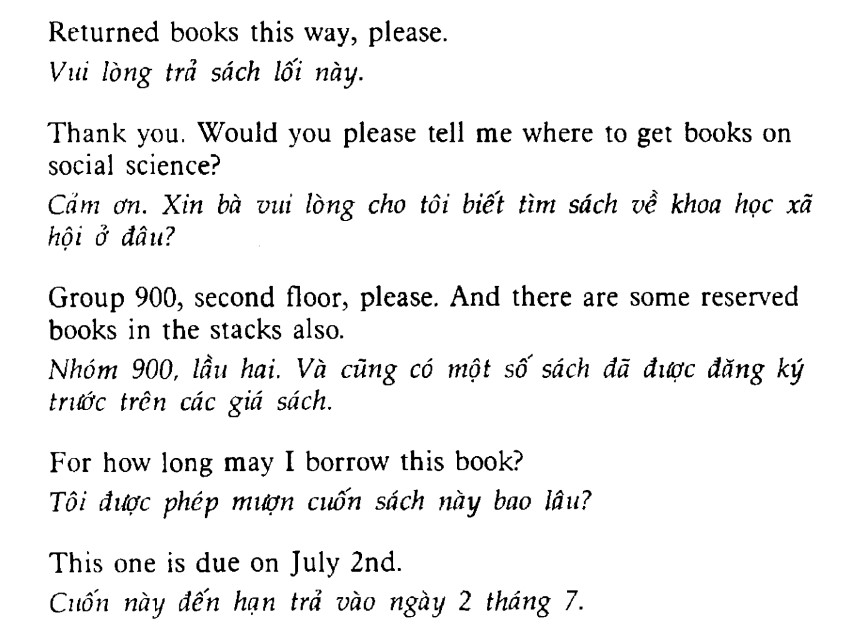 Returned books this way, please.
Vui lòng trả sách lối này.
Thank you. Would you please tell me where to get books on
social science?
Cảm ơn. Xin bà vui lòng cho tôi biết tìm sách về khoa học xã
hội ở đâu?
Group 900, second floor, please. And there are some reserved
books in the stacks also.
Nhóm 900, lầu hai. Và cũng có một số sách đã được đăng ký
trước trên các giá sách.
For how long may I borrow this book?
Tôi được phép mượn cuốn sách này bao lâu?
This one is due on July 2nd.
Cuốn này đến hạn trả vào ngày 2 tháng 7.